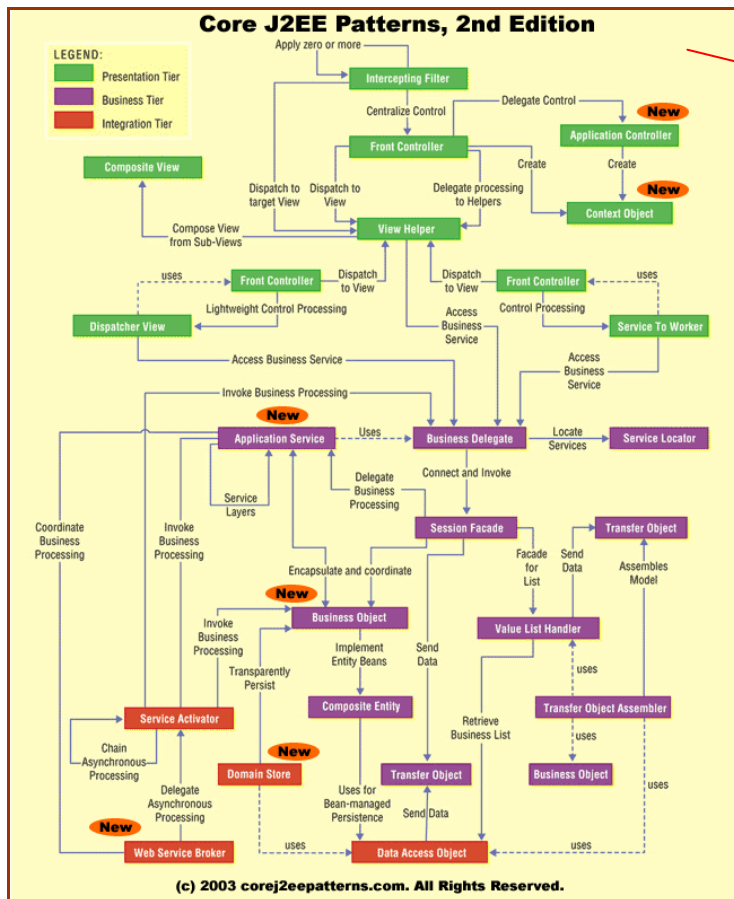 Core J2EE Patterns, 2nd Edition
LEGEND:
Presentation Tier
Business Tier
Integration Tier
Apply zero or more
Intercepting Filter
Centralize Control
Delegate Control
New
Front Controller
Application Controller
Composite View
Create
Create
Dispatch to
target View
Dispatch to
View
Delegate processing
to Helpers
New
Context Object
Compose View
from Sub-Views
View Helper
uses
Front Controller
Dispatch
to View
Dispatch
to View
Front Controller
uses
Lightweight Control Processing
Control Processing
Dispatcher View
Access
Business
Service
Service To Worker
Access Business Service
Access
Business
Service
Invoke Business Processing
New
Application Service
Uses
Business Delegate
Locate
Services
Service Locator
Connect and Invoke
Delegate
Business
Processing
Service
Layers
Coordinate
Business
Processing
Invoke
Business
Processing
Session Facade
Transfer Object
Facade
for
List
Send
Data
Assembles
Model
Encapsulate and coordinate
New
Business Object
Invoke
Business
Processing
Value List Handler
Implement
Entity Beans
Send
Data
Transparently
Persist
uses
Composite Entity
Transfer Object Assembler
Service Activator
Retrieve
Business List
uses
Chain
Asynchronous
Processing
New
Domain Store
Transfer Object
Business Object
uses
Delegate
Asynchronous
Processing
Uses for
Bean-managed
Persistence
Send Data
New
Web Service Broker
uses
Data Access Object
uses
(c) 2003 corej2eepatterns.com. All Rights Reserved.